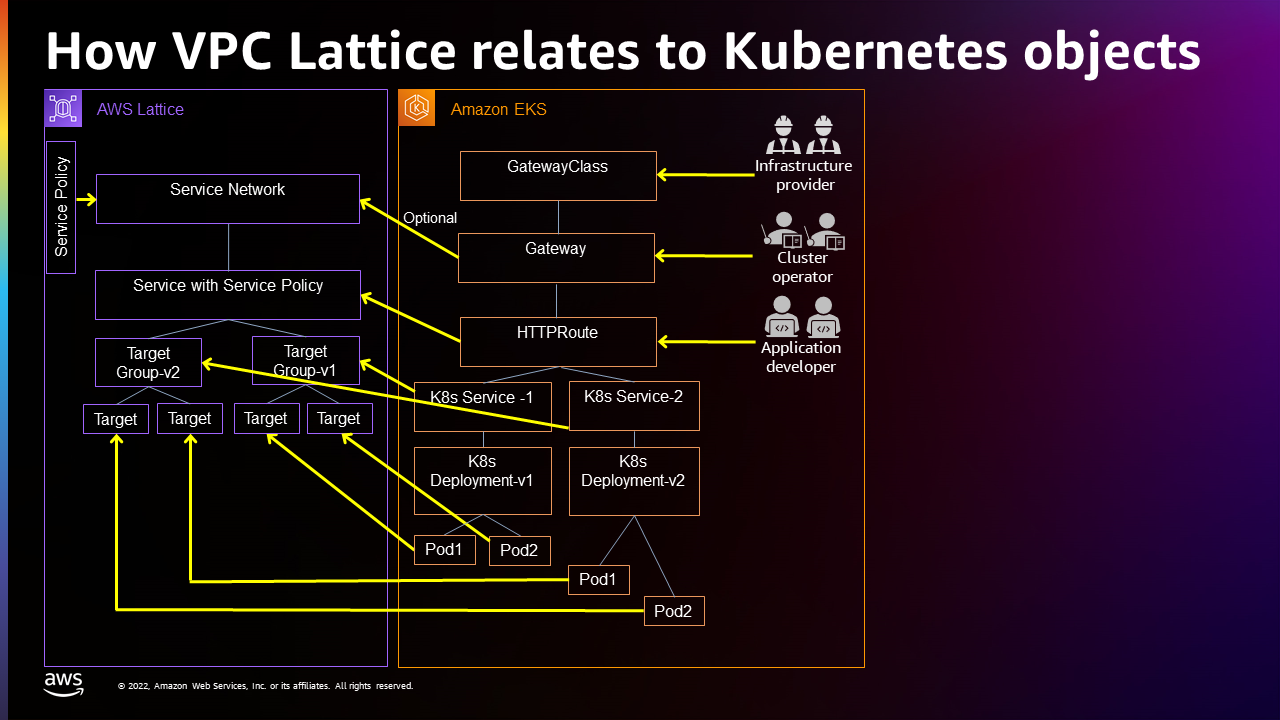 How VPC Lattice relates to Kubernetes objects
AWS Lattice
Service Policy
Service Network
Service with Service Policy
Target
Group-v2
Target
Group-v1
Target
Target
Target
Target
Amazon EKS
GatewayClass
Optional
Gateway
HTTPRoute
K8s Service -1
K8s Service-2
K8s
Deployment-v1
K8s
Deployment-v2
Pod1
Pod2
Pod1
Pod2
Infrastructure
provider
Cluster
operator
Application
developer
aws
© 2022, Amazon Web Services, Inc. or its affiliates. All rights reserved.